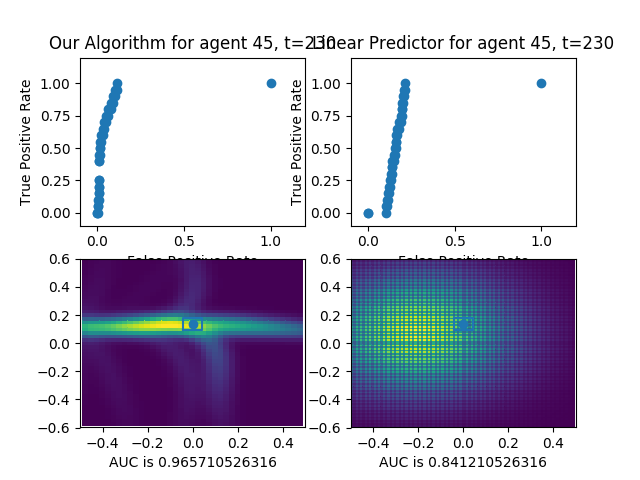 Our Algorithm for agent 45, t=230
Linear Predictor for agent 45, t=230
True Positive Rate
1.00
0.75
0.50
0.25
0.00
0.0 0.5 1.0
False Positive Rate
True Positive Rate
1.00
0.75
0.50
0.25
0.00
0.0 0.5 1.0
False Positive Rate
0.6
0.4
0.2
0.0
−0.2
−0.4
−0.6
−0.4 −0.2 0.0 0.2 0.4
AUC is 0.965710526316
0.6
0.4
0.2
0.0
−0.2
−0.4
−0.6
−0.4 −0.2 0.0 0.2 0.4
AUC is 0.841210526316